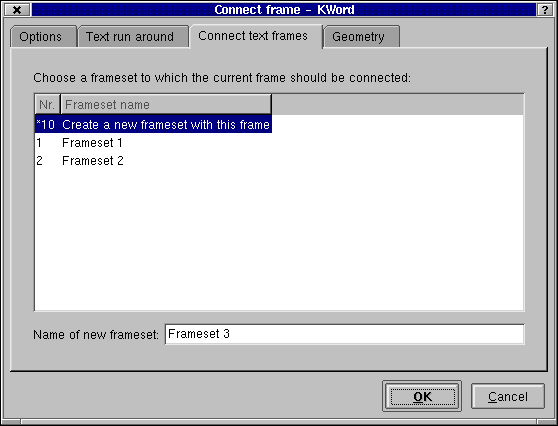 Connect frame - KWord
?
Options Text run around Connect text frames Geometry
Choose a frameset to which the current frame should be connected:
Nr. Frameset name
*10 Create a new frameset with this frame
1 Frameset 1
2 Frameset 2
Name of new frameset: Frameset 3
OK Cancel